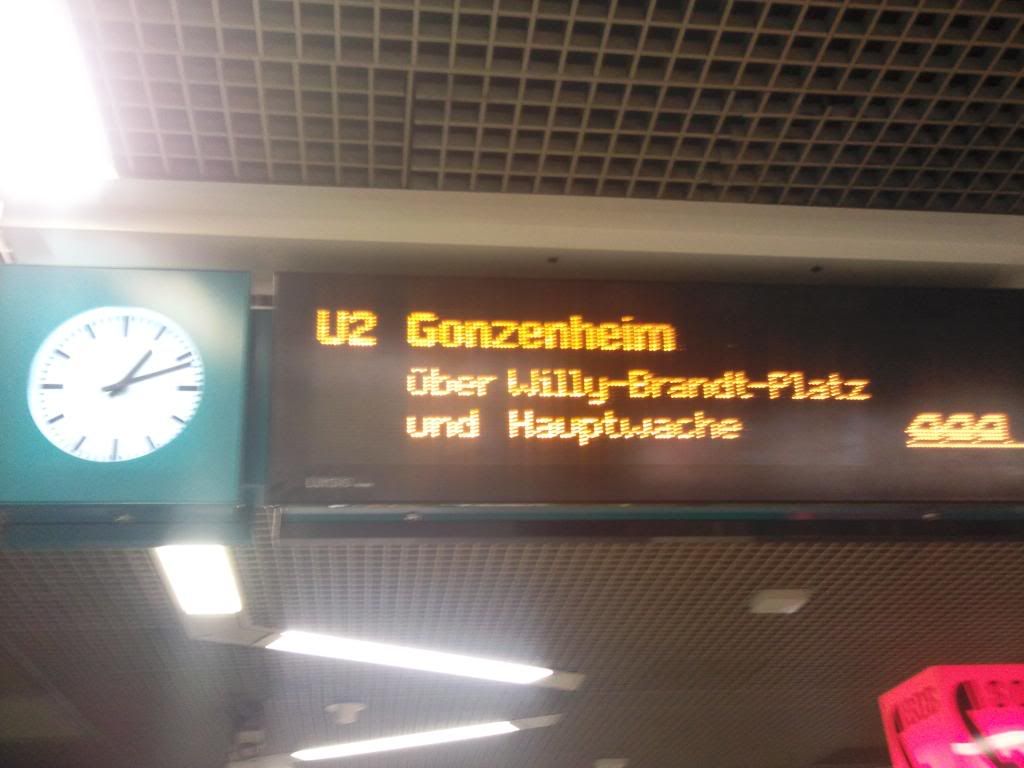 U2 Gonzenheim
über Willy-Brandt-Platz
und Hauptwache